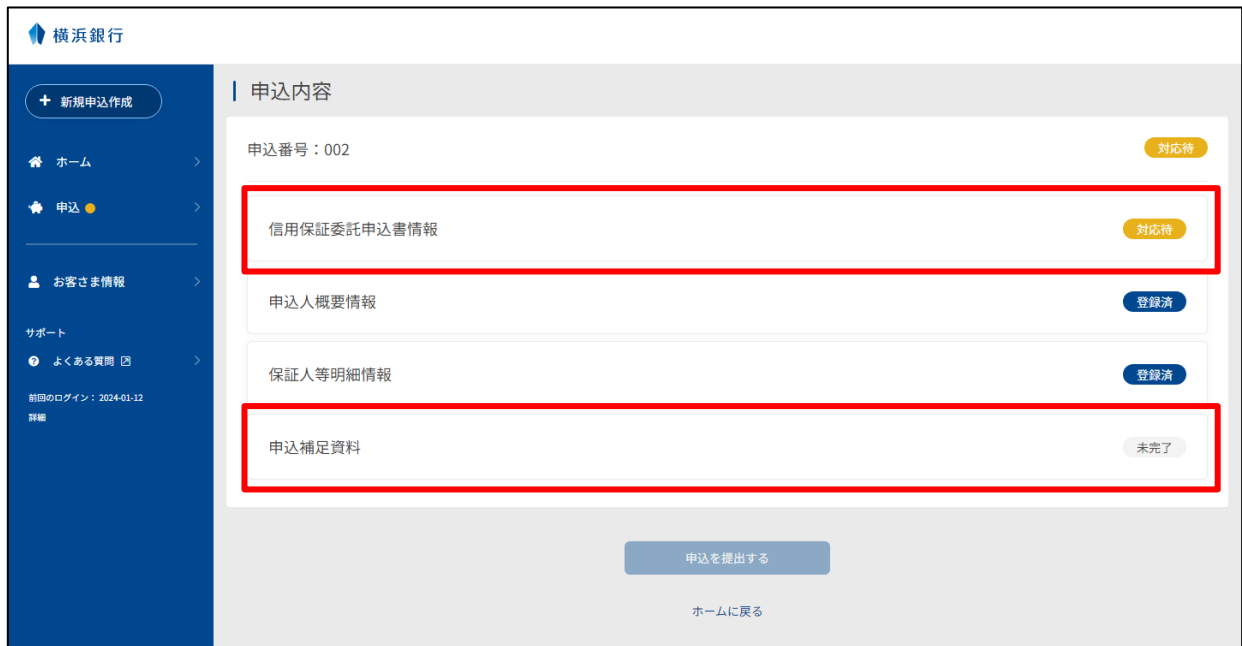 横浜銀行
新規申込作成
ホーム
申込
お客さま情報
サポート
よくある質問
前回のログイン: 2024-01-12
詳細
申込内容
申込番号:002
対応待
信用保証委託申込書情報
対応待
申込人概要情報
登録済
保証人等明細情報
登録済
申込補足資料
未完了
申込を提出する
ホームに戻る